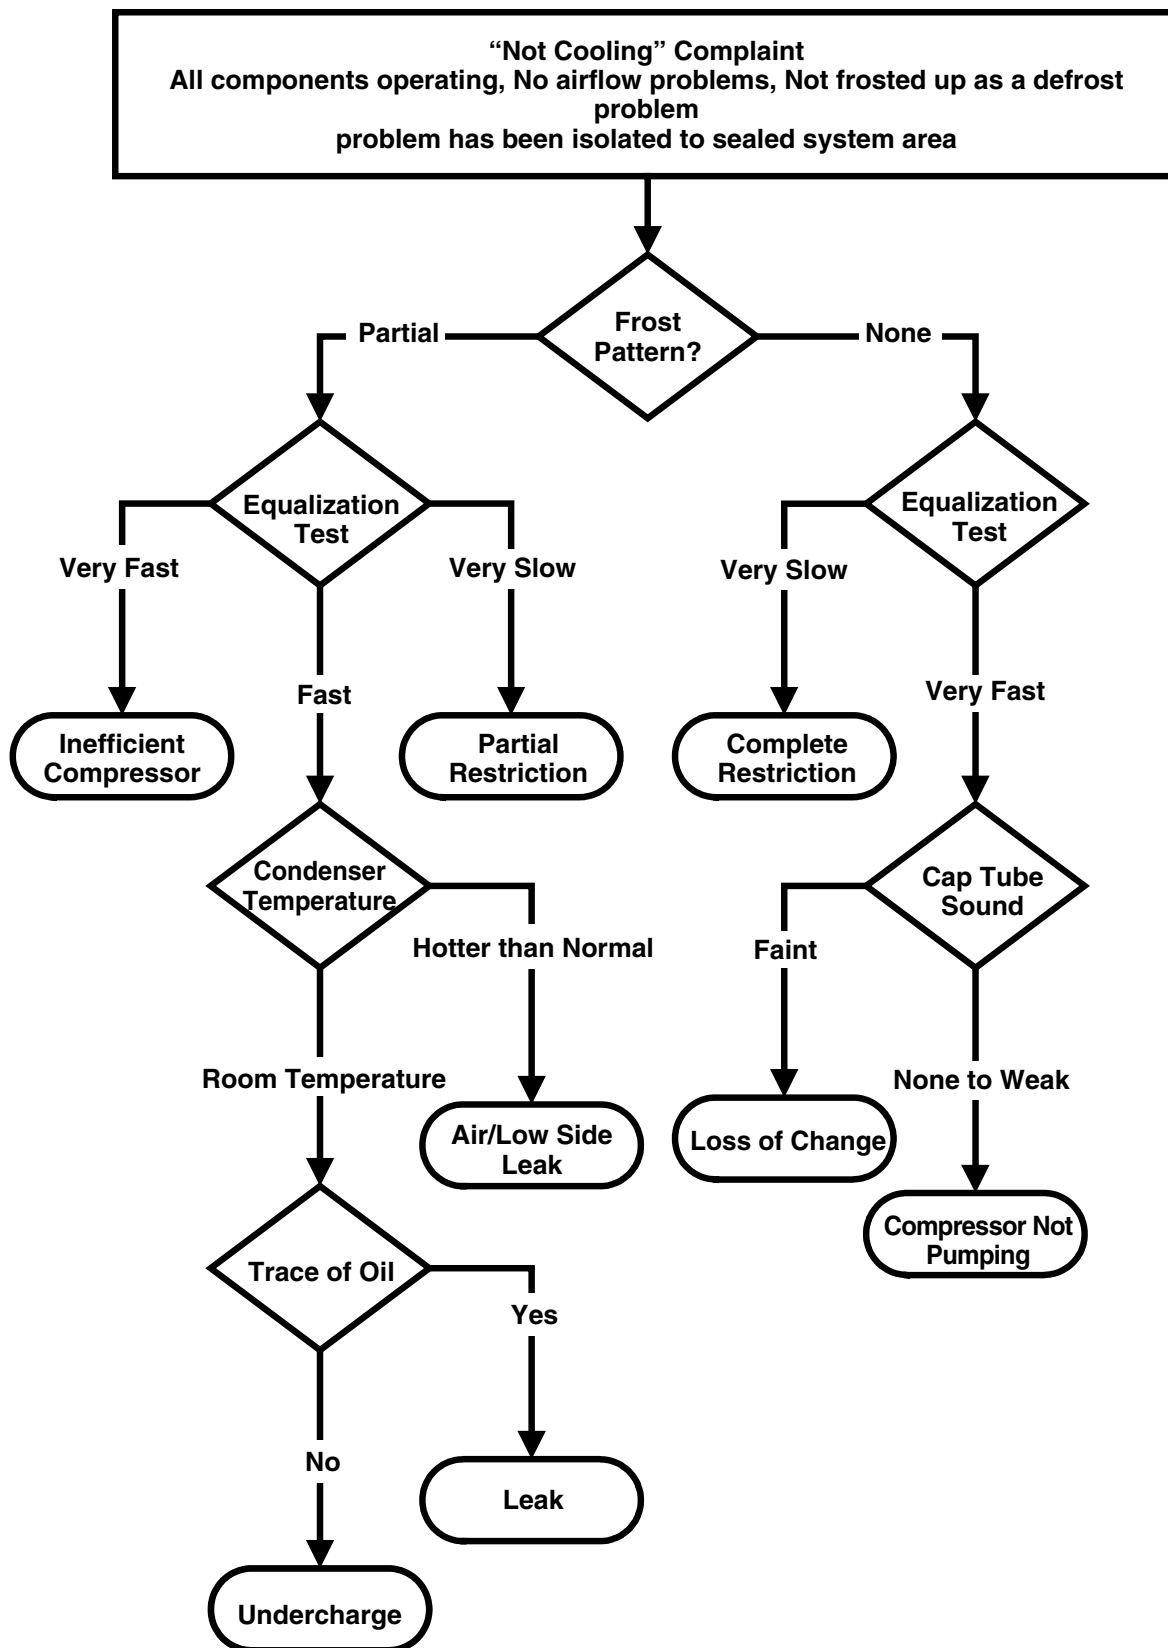 “Not Cooling” Complaint
All components operating, No airflow problems, Not frosted up as a defrost
problem
problem has been isolated to sealed system area
Frost
Pattern?
Partial
None
Equalization
Test
Equalization
Test
Very Fast
Very Slow
Very Slow
Fast
Very Fast
Inefficient
Compressor
Partial
Restriction
Complete
Restriction
Condenser
Temperature
Cap Tube
Sound
Hotter than Normal
Faint
Room Temperature
None to Weak
Air/Low Side
Leak
Loss of Change
Compressor Not
Pumping
Trace of Oil
Yes
No
Leak
Undercharge